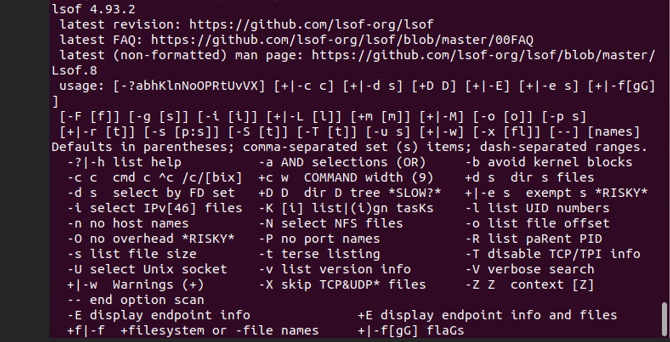 lsof 4.93.2
 latest revision: https://github.com/lsof-org/lsof
 latest FAQ: https://github.com/lsof-org/lsof/blob/master/00FAQ
 latest (non-formatted) man page: https://github.com/lsof-org/lsof/blob/master/
Lsof.8
 usage: [-?abhKlnNoOPRtUvVX] [+|-c c] [+|-d s] [+D D] [+|-E] [+|-e s] [+|-f[gG]
]
 [-F [f]] [-g [s]] [-i [i]] [+|-L [l]] [+m [m]] [+|-M] [-o [o]] [-p s]
 [+|-r [t]] [-s [p:s]] [-S [t]] [-T [t]] [-u s] [+|-w] [-x [fl]] [--] [names]
Defaults in parentheses; comma-separated set (s) items; dash-separated ranges.
  -?|-h list help          -a AND selections (OR)     -b avoid kernel blocks
  -c c  cmd c ^c /c/[bix]  +c w  COMMAND width (9)    +d s  dir s files
  -d s  select by FD set   +D D  dir D tree *SLOW?*   +|-e s  exempt s *RISKY*
  -i select IPv[46] files  -K [i] list|(i)gn tasKs    -l list UID numbers
  -n no host names         -N select NFS files        -o list file offset
  -O no overhead *RISKY*   -P no port names           -R list paRent PID
  -s list file size        -t terse listing           -T disable TCP/TPI info
  -U select Unix socket    -v list version info       -V verbose search
  +|-w  Warnings (+)       -X skip TCP&UDP* files     -Z Z  context [Z]
  -- end option scan
  -E display endpoint info              +E display endpoint info and files
  +f|-f  +filesystem or -file names     +|-f[gG] flaGs